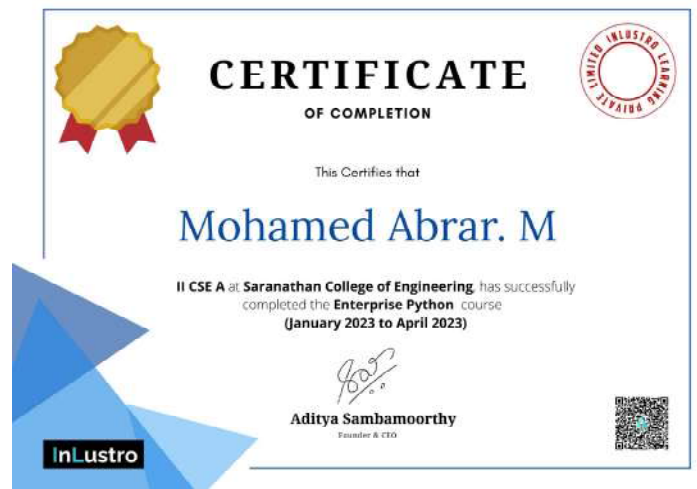 CERTIFICATE
OF COMPLETION
INLUSTRO LEARNING PRIVATE LIMITED
This Certifies that
Mohamed Abrar. M
II CSE A at Saranathan College of Engineering, has successfully
completed the Enterprise Python course
(January 2023 to April 2023)
Aditya Sambamoorthy
Founder & CEO
InLustro